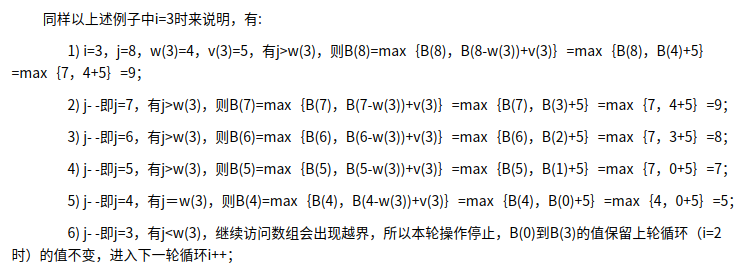 同样以上述例子中i=3时来说明，有：
1) i=3，j=8，w(3)=4，v(3)=5，有j>w(3)，则B(8)=max｛B(8)，B(8-w(3))+v(3)｝=max｛B(8)，B(4)+5｝
=max｛7，4+5｝=9；
2) j- -即j=7，有j>w(3)，则B(7)=max｛B(7)，B(7-w(3))+v(3)｝=max｛B(7)，B(3)+5｝=max｛7，4+5｝=9；
3) j- -即j=6，有j>w(3)，则B(6)=max｛B(6)，B(6-w(3))+v(3)｝=max｛B(6)，B(2)+5｝=max｛7，3+5｝=8；
4) j- -即j=5，有j>w(3)，则B(5)=max｛B(5)，B(5-w(3))+v(3)｝=max｛B(5)，B(1)+5｝=max｛7，0+5｝=7；
5) j- -即j=4，有j＝w(3)，则B(4)=max｛B(4)，B(4-w(3))+v(3)｝=max｛B(4)，B(0)+5｝=max｛4，0+5｝=5；
6) j- -即j=3，有j<w(3)，继续访问数组会出现越界，所以本轮操作停止，B(0)到B(3)的值保留上轮循环（i=2
时）的值不变，进入下一轮循环i++；